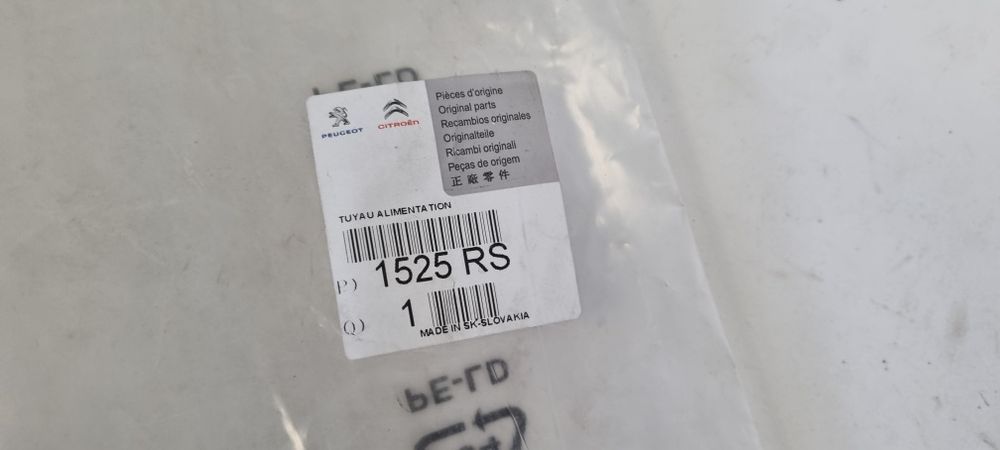 PE-LD
PEUGEOT
CITROËN
Pièces d'origine
Original parts
Recambios originales
Originalteile
Ricambi originali
Peças de origem
正廠零件
TUYAU ALIMENTATION
P) 1525 RS
Q) 1
MADE IN SK-SLOVAKIA
PE-LD